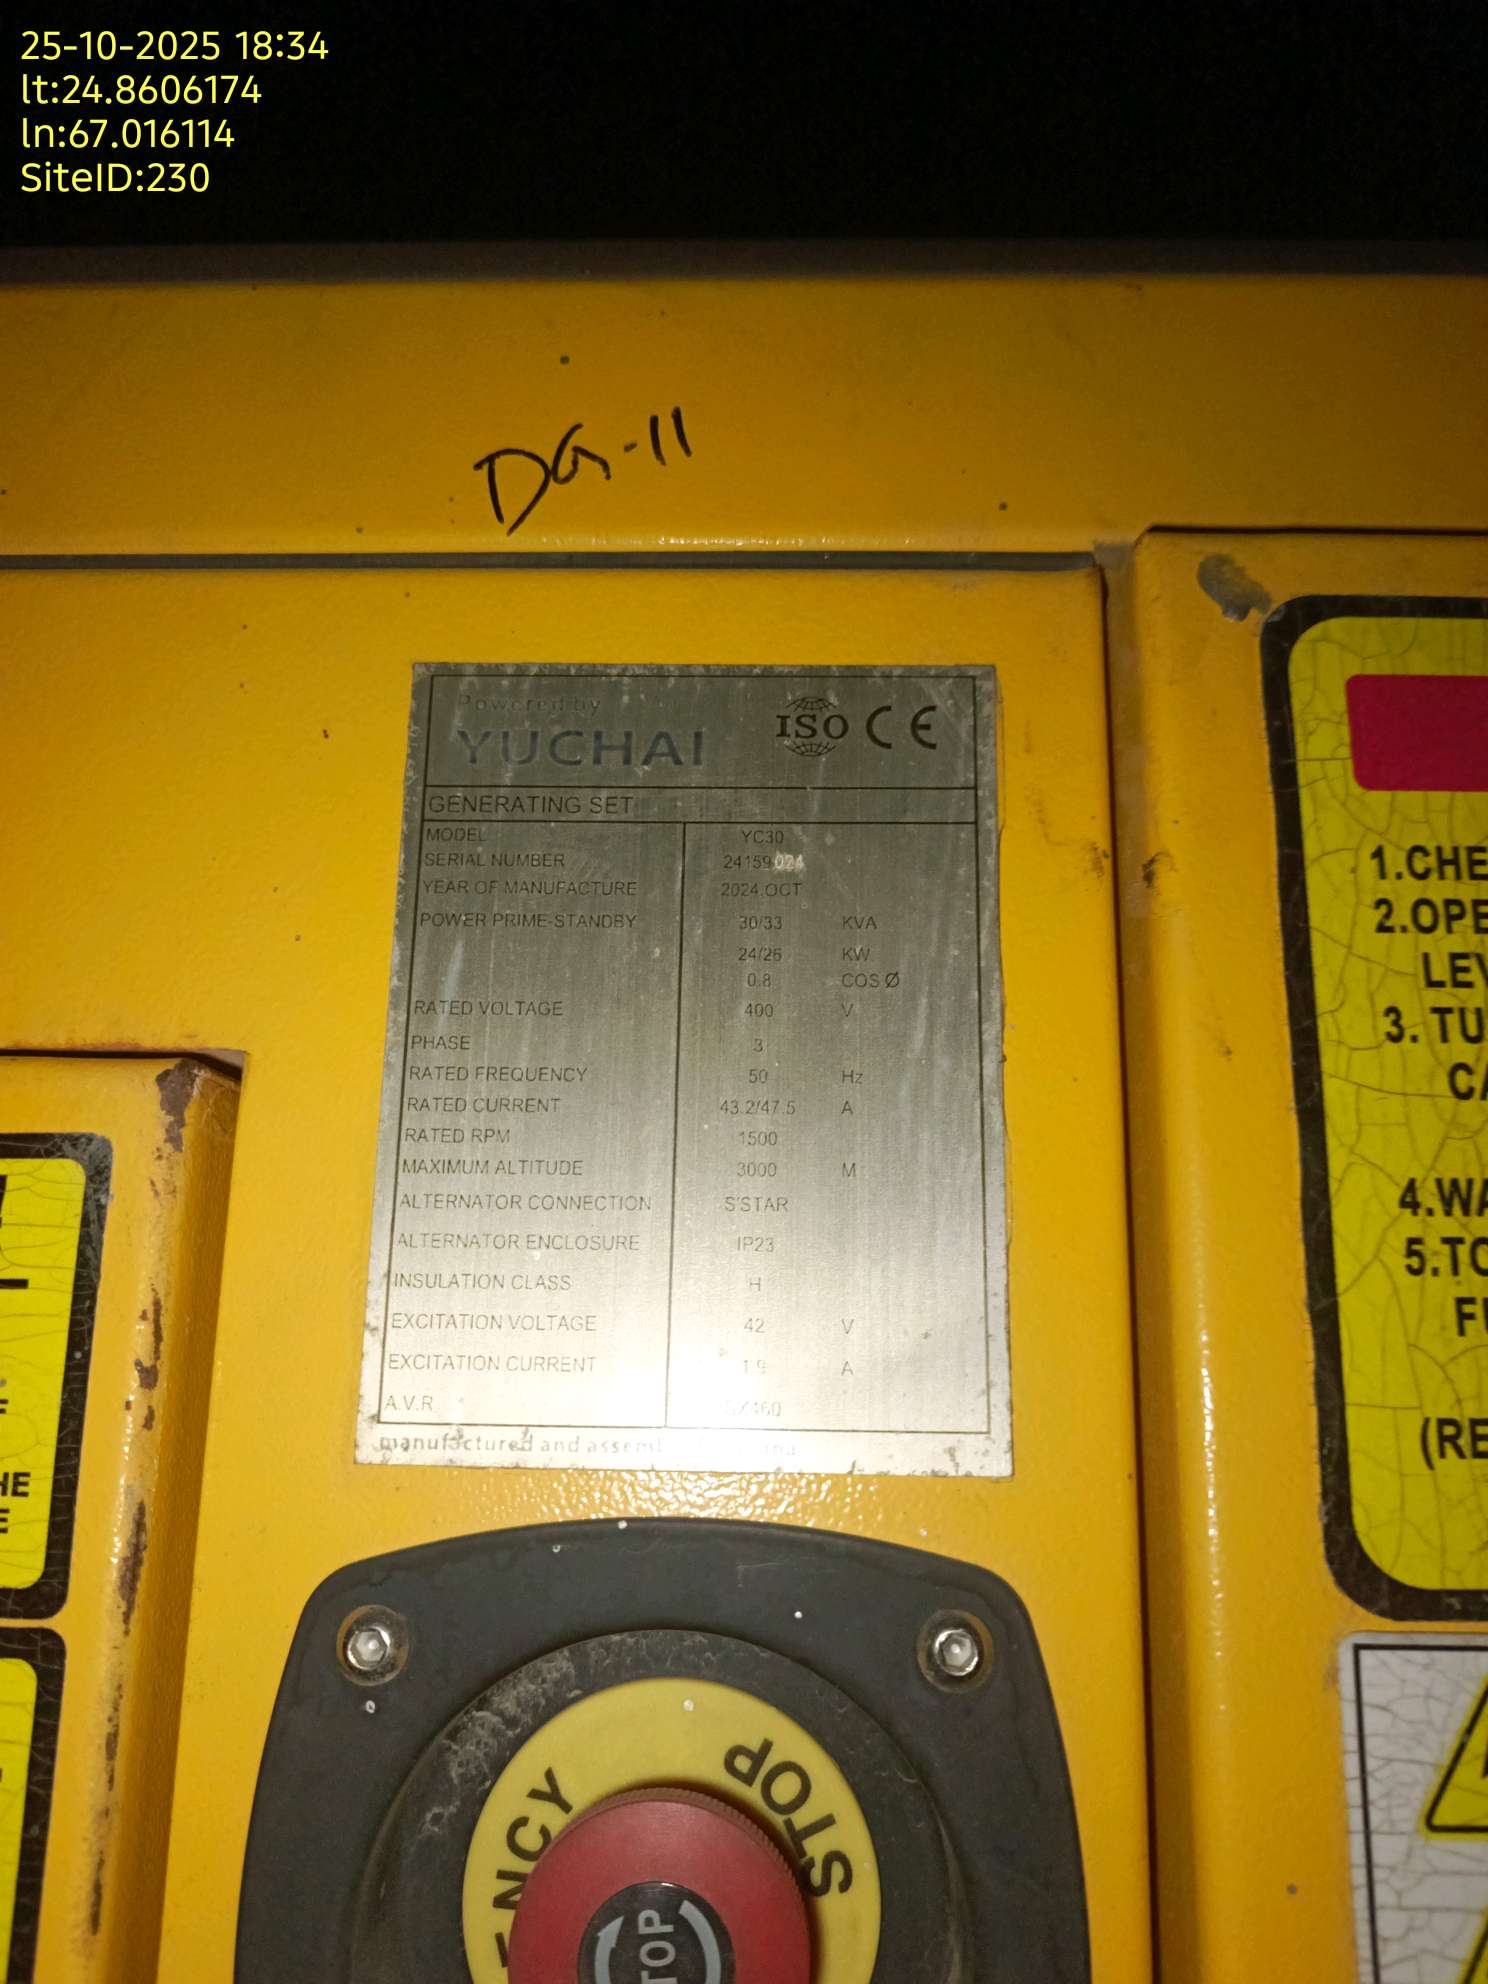 25-10-2025 18:34
lt:24.8606174
ln:67.016114
SiteID:230
DG-11
Powered by
YUCHAI
ISO CE
GENERATING SET
MODEL YC30
SERIAL NUMBER 24159024
YEAR OF MANUFACTURE 2024.OCT
POWER PRIME-STANDBY 30/33 KVA
24/26 KW
0.8 COS Ø
RATED VOLTAGE 400 V
PHASE 3
RATED FREQUENCY 50 Hz
RATED CURRENT 43.2/47.5 A
RATED RPM 1500
MAXIMUM ALTITUDE 3000 M
ALTERNATOR CONNECTION S'STAR
ALTERNATOR ENCLOSURE IP23
INSULATION CLASS H
EXCITATION VOLTAGE 42 V
EXCITATION CURRENT 1.9 A
A.V.R
manufactured and
STOP
1.CHE
2.OPE
LEV
3. TU
CA
4.WA
5.TO
FU
(RE
HE
E